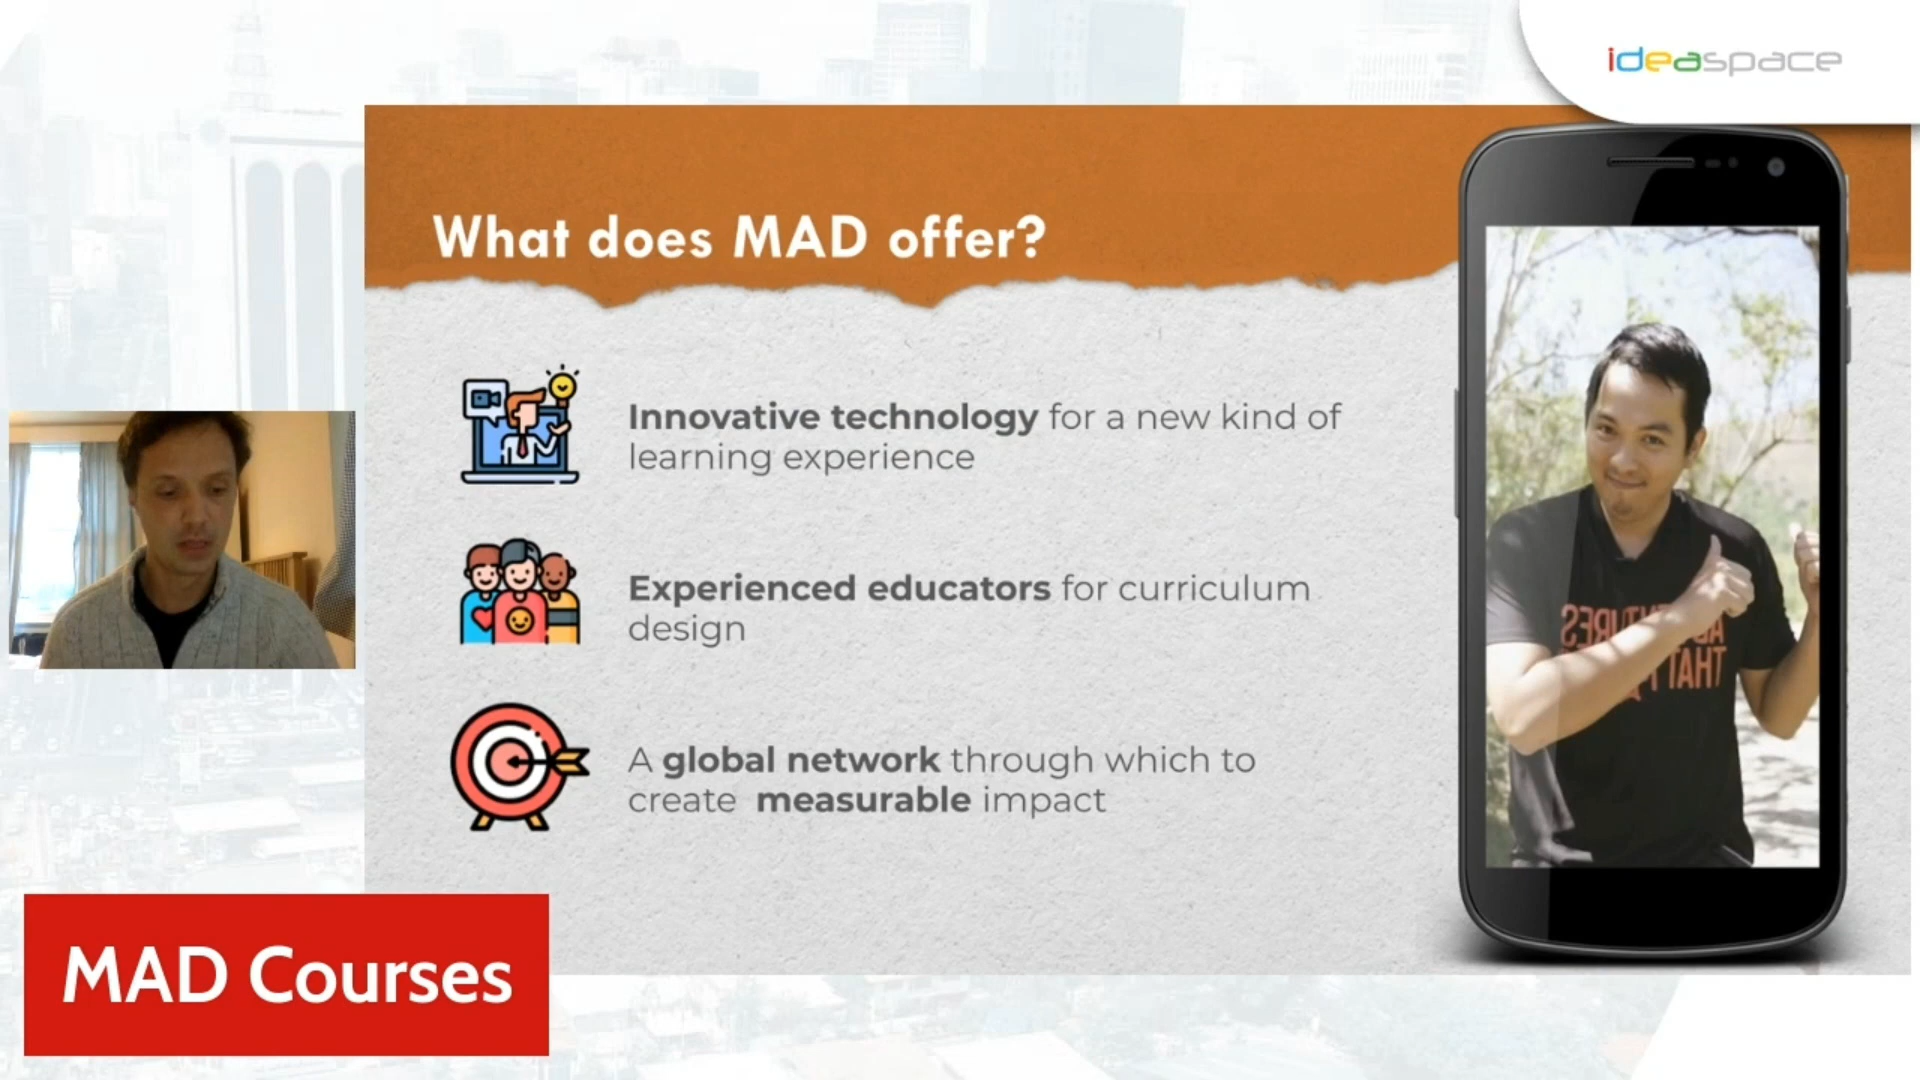 ideaspace
What does MAD offer?
Innovative technology for a new kind of
learning experience
Experienced educators for curriculum
design
A global network through which to
create measurable impact
THAT
MAD Courses